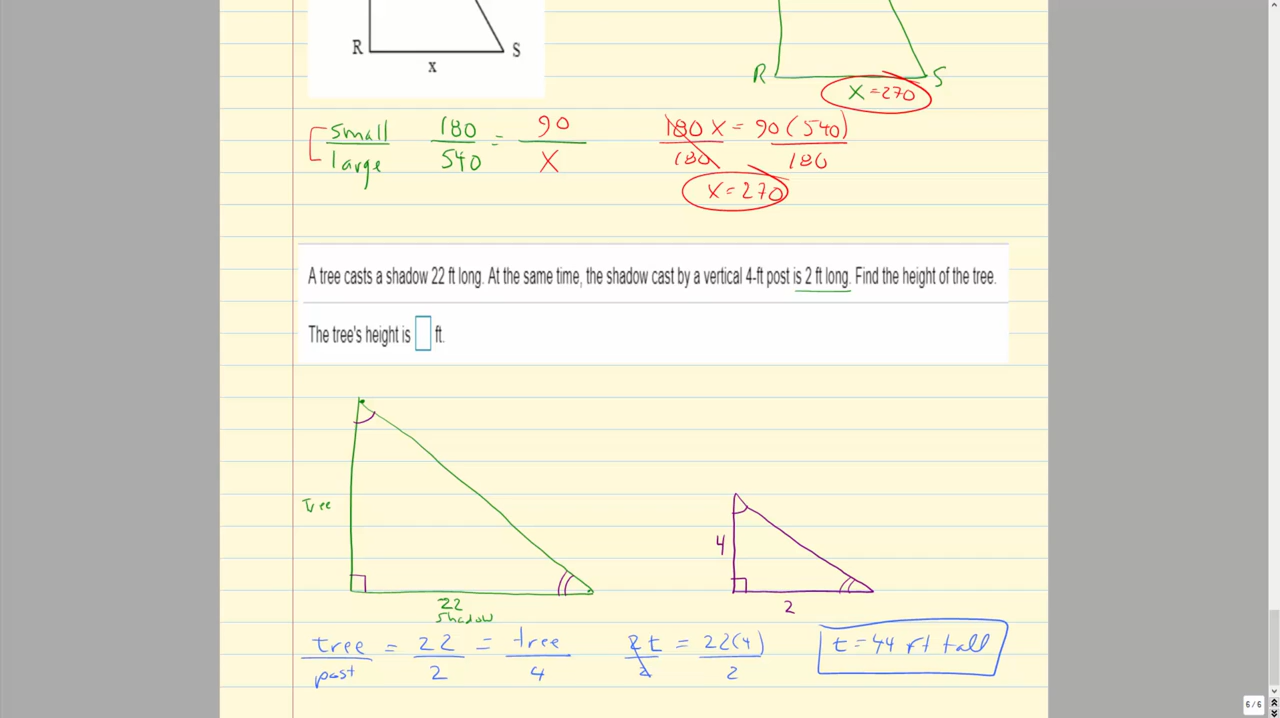 R S
x
R S
x = 270
small 180 = 90 180 x = 90(540)
large 540 x 180 180
x = 270
A tree casts a shadow 22 ft long. At the same time, the shadow cast by a vertical 4-ft post is 2 ft long. Find the height of the tree.
The tree's height is ft.
Tree
4
22
2
shadow
tree = 22 = tree 2t = 22(4) t = 44 ft tall
post 2 4 2 2
6 / 6